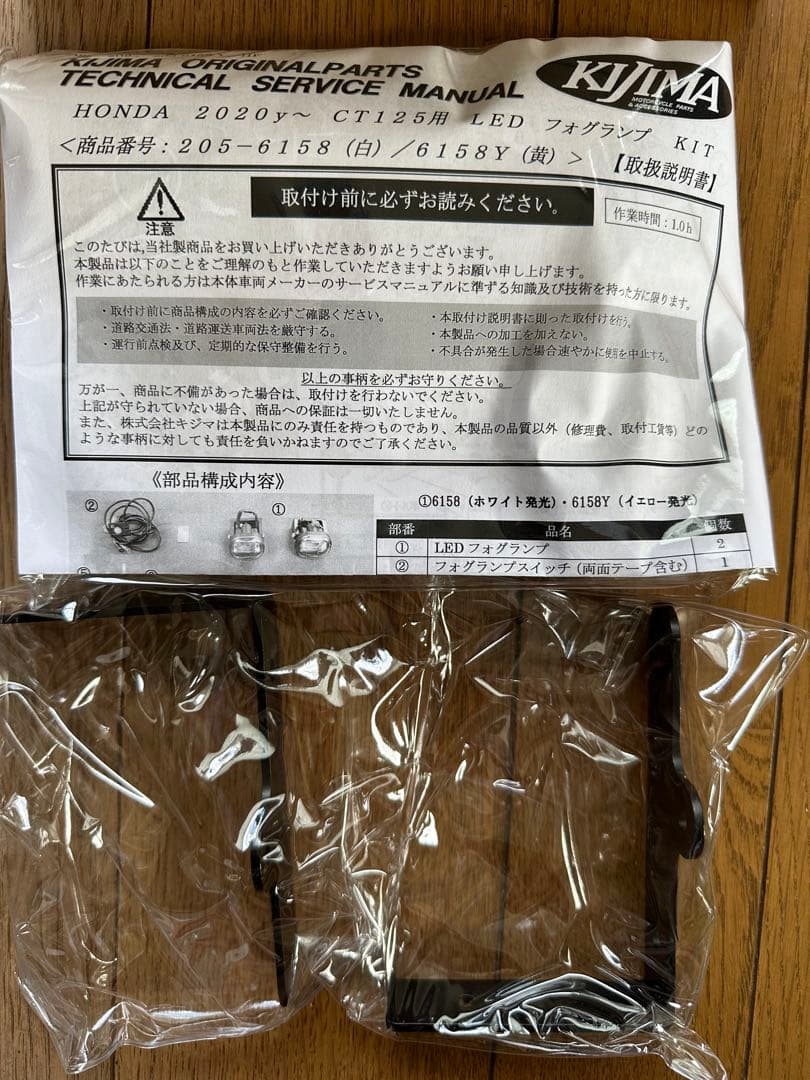 KIJIMA ORIGINALPARTS
TECHNICAL SERVICE MANUAL
KIJIMA
MOTORCYCLE PARTS
& ACCESSORIES
HONDA 2020y～ CT125用 LED フォグランプ KIT
＜商品番号：205－6158（白）／6158Y（黄）＞
【取扱説明書】
注意
取付け前に必ずお読みください。
作業時間：1.0h
このたびは,当社製商品をお買い上げいただきありがとうございます。
本製品は以下のことをご理解のもと作業していただきますようお願い申し上げます。
作業にあたられる方は本体車両メーカーのサービスマニュアルに準ずる知識及び技術を持った方に限ります。
・取付け前に商品構成の内容を必ずご確認ください。
・道路交通法・道路運送車両法を厳守する。
・運行前点検及び、定期的な保守整備を行う。
・本取付け説明書に則った取付けを行う。
・本製品への加工を加えない。
・不具合が発生した場合速やかに使用を中止する。
以上の事柄を必ずお守りください。
万が一、商品に不備があった場合は、取付けを行わないでください。
上記が守られていない場合、商品への保証は一切いたしません。
また、株式会社キジマは本製品にのみ責任を持つものであり、本製品の品質以外（修理費、取付工賃等）どの
ような事柄に対しても責任を負いかねますのでご了承ください。
《部品構成内容》
② ①
①6158（ホワイト発光）・6158Y（イエロー発光）
部番 品名 個数
① LEDフォグランプ 2
② フォグランプスイッチ（両面テープ含む） 1